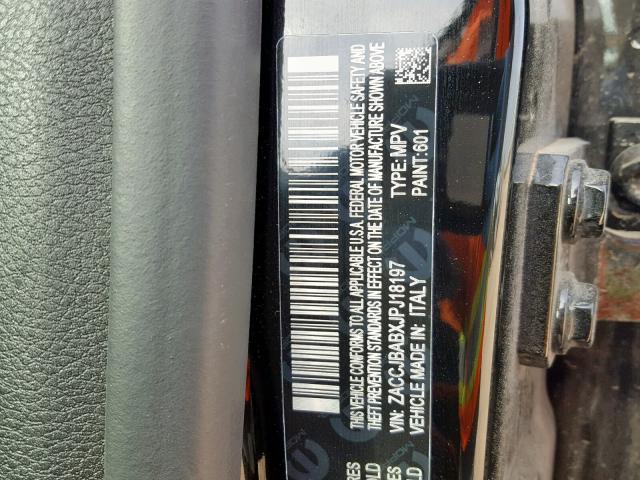 THIS VEHICLE CONFORMS TO ALL APPLICABLE U.S.A. FEDERAL MOTOR VEHICLE SAFETY AND
THEFT PREVENTION STANDARDS IN EFFECT ON THE DATE OF MANUFACTURE SHOWN ABOVE
VIN: ZACCJBABXJPJ18197 TYPE: MPV
VEHICLE MADE IN: ITALY PAINT: 601